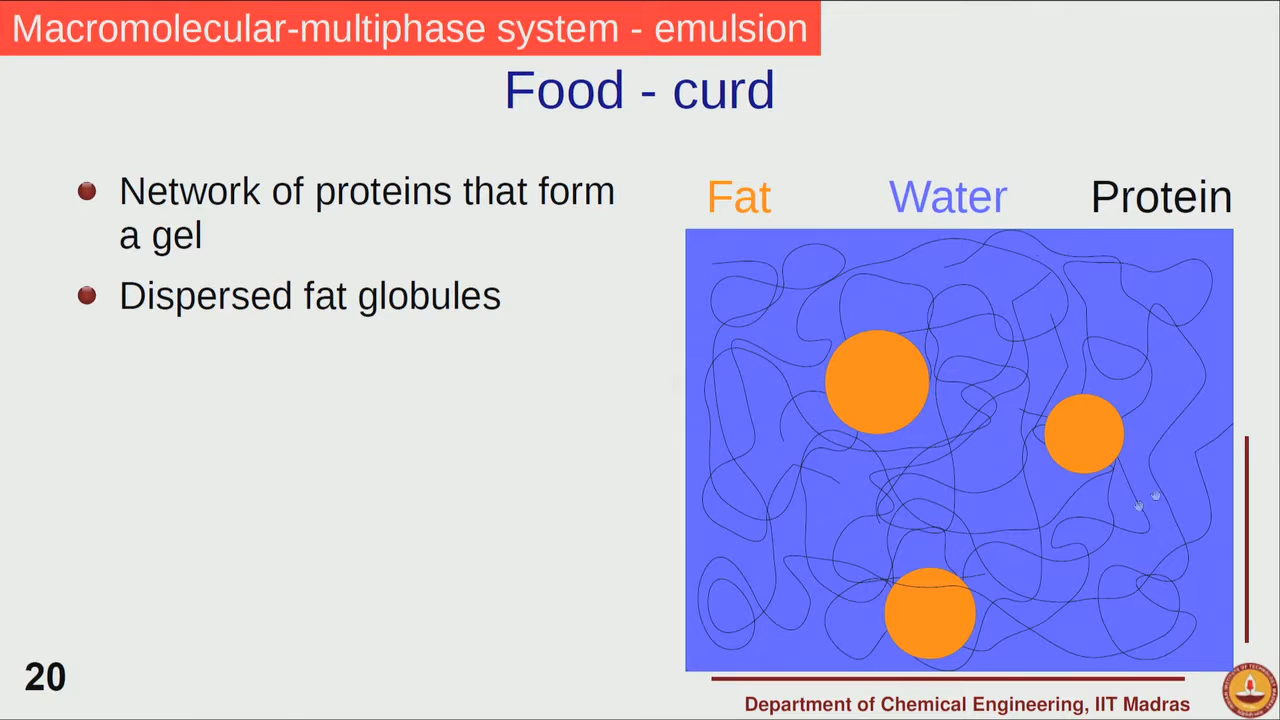 Macromolecular-multiphase system - emulsion
Food - curd
Network of proteins that form
a gel
Dispersed fat globules
Fat Water Protein
20
Department of Chemical Engineering, IIT Madras